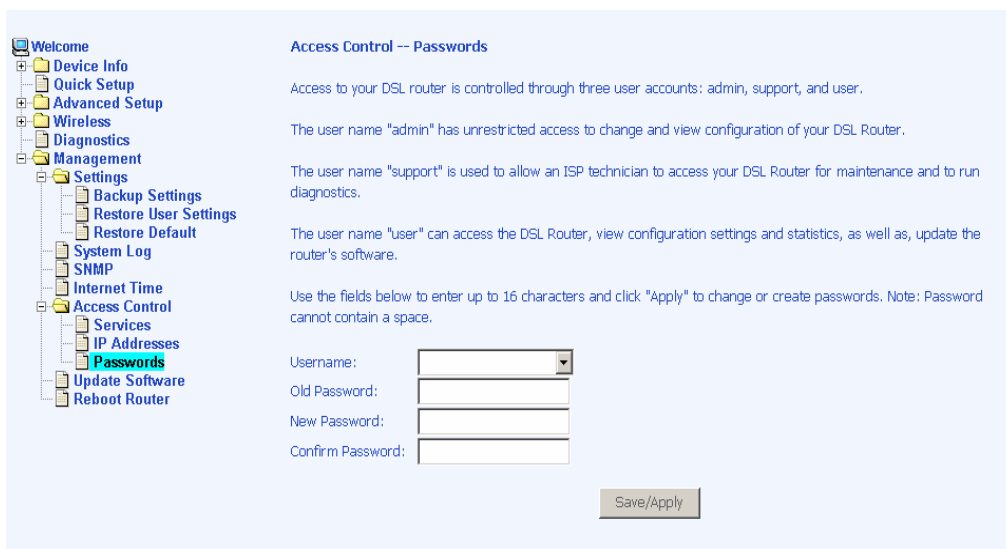 Welcome
Device Info
Quick Setup
Advanced Setup
Wireless
Diagnostics
Management
Settings
Backup Settings
Restore User Settings
Restore Default
System Log
SNMP
Internet Time
Access Control
Services
IP Addresses
Passwords
Update Software
Reboot Router
Access Control -- Passwords
Access to your DSL router is controlled through three user accounts: admin, support, and user.
The user name "admin" has unrestricted access to change and view configuration of your DSL Router.
The user name "support" is used to allow an ISP technician to access your DSL Router for maintenance and to run
diagnostics.
The user name "user" can access the DSL Router, view configuration settings and statistics, as well as, update the
router's software.
Use the fields below to enter up to 16 characters and click "Apply" to change or create passwords. Note: Password
cannot contain a space.
Username:
Old Password:
New Password:
Confirm Password:
Save/Apply